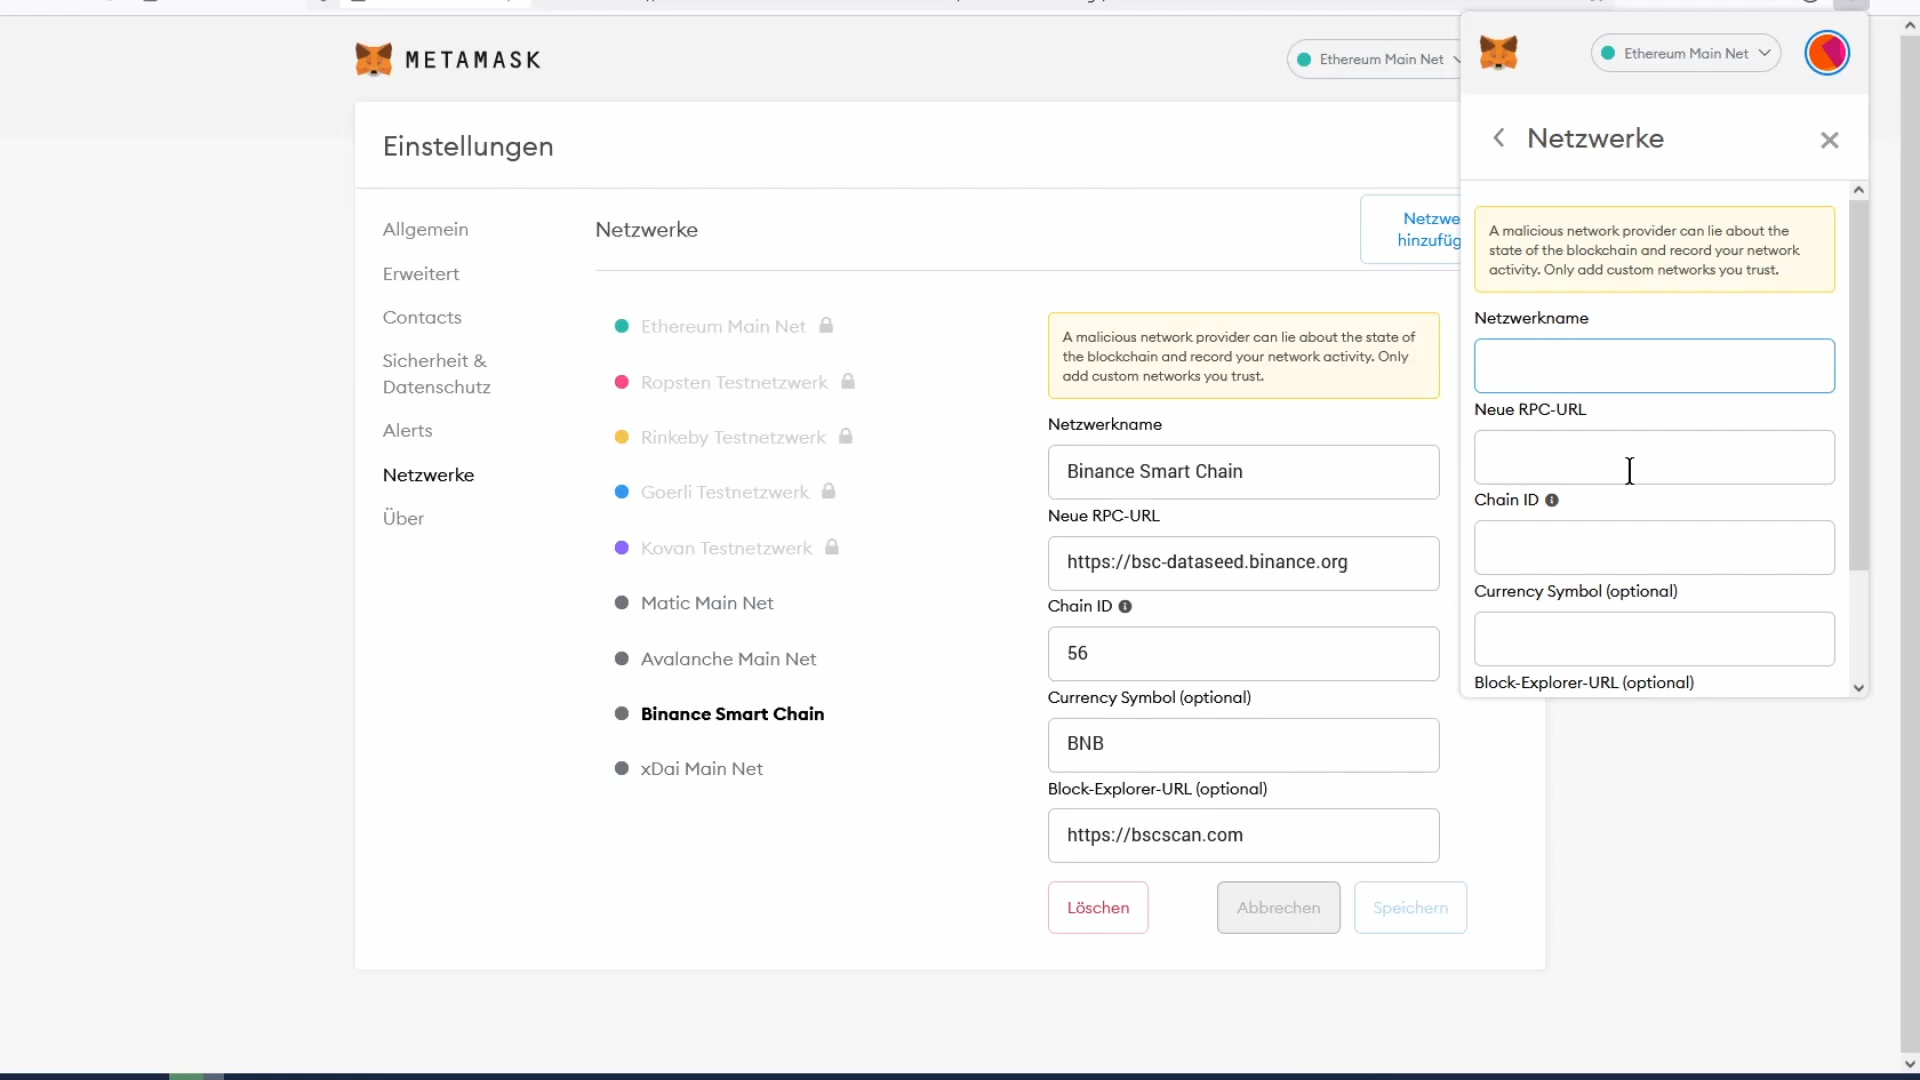 METAMASK
Ethereum Main Net
Einstellungen
Allgemein
Erweitert
Contacts
Sicherheit &
Datenschutz
Alerts
Netzwerke
Über
Netzwerke
Netzwe
hinzufüg
Ethereum Main Net
Ropsten Testnetzwerk
Rinkeby Testnetzwerk
Goerli Testnetzwerk
Kovan Testnetzwerk
Matic Main Net
Avalanche Main Net
Binance Smart Chain
xDai Main Net
A malicious network provider can lie about the state of
the blockchain and record your network activity. Only
add custom networks you trust.
Netzwerkname
Binance Smart Chain
Neue RPC-URL
https://bsc-dataseed.binance.org
Chain ID
56
Currency Symbol (optional)
BNB
Block-Explorer-URL (optional)
https://bscscan.com
Löschen
Abbrechen
Speichern
Ethereum Main Net
Netzwerke
A malicious network provider can lie about the
state of the blockchain and record your network
activity. Only add custom networks you trust.
Netzwerkname
Neue RPC-URL
Chain ID
Currency Symbol (optional)
Block-Explorer-URL (optional)